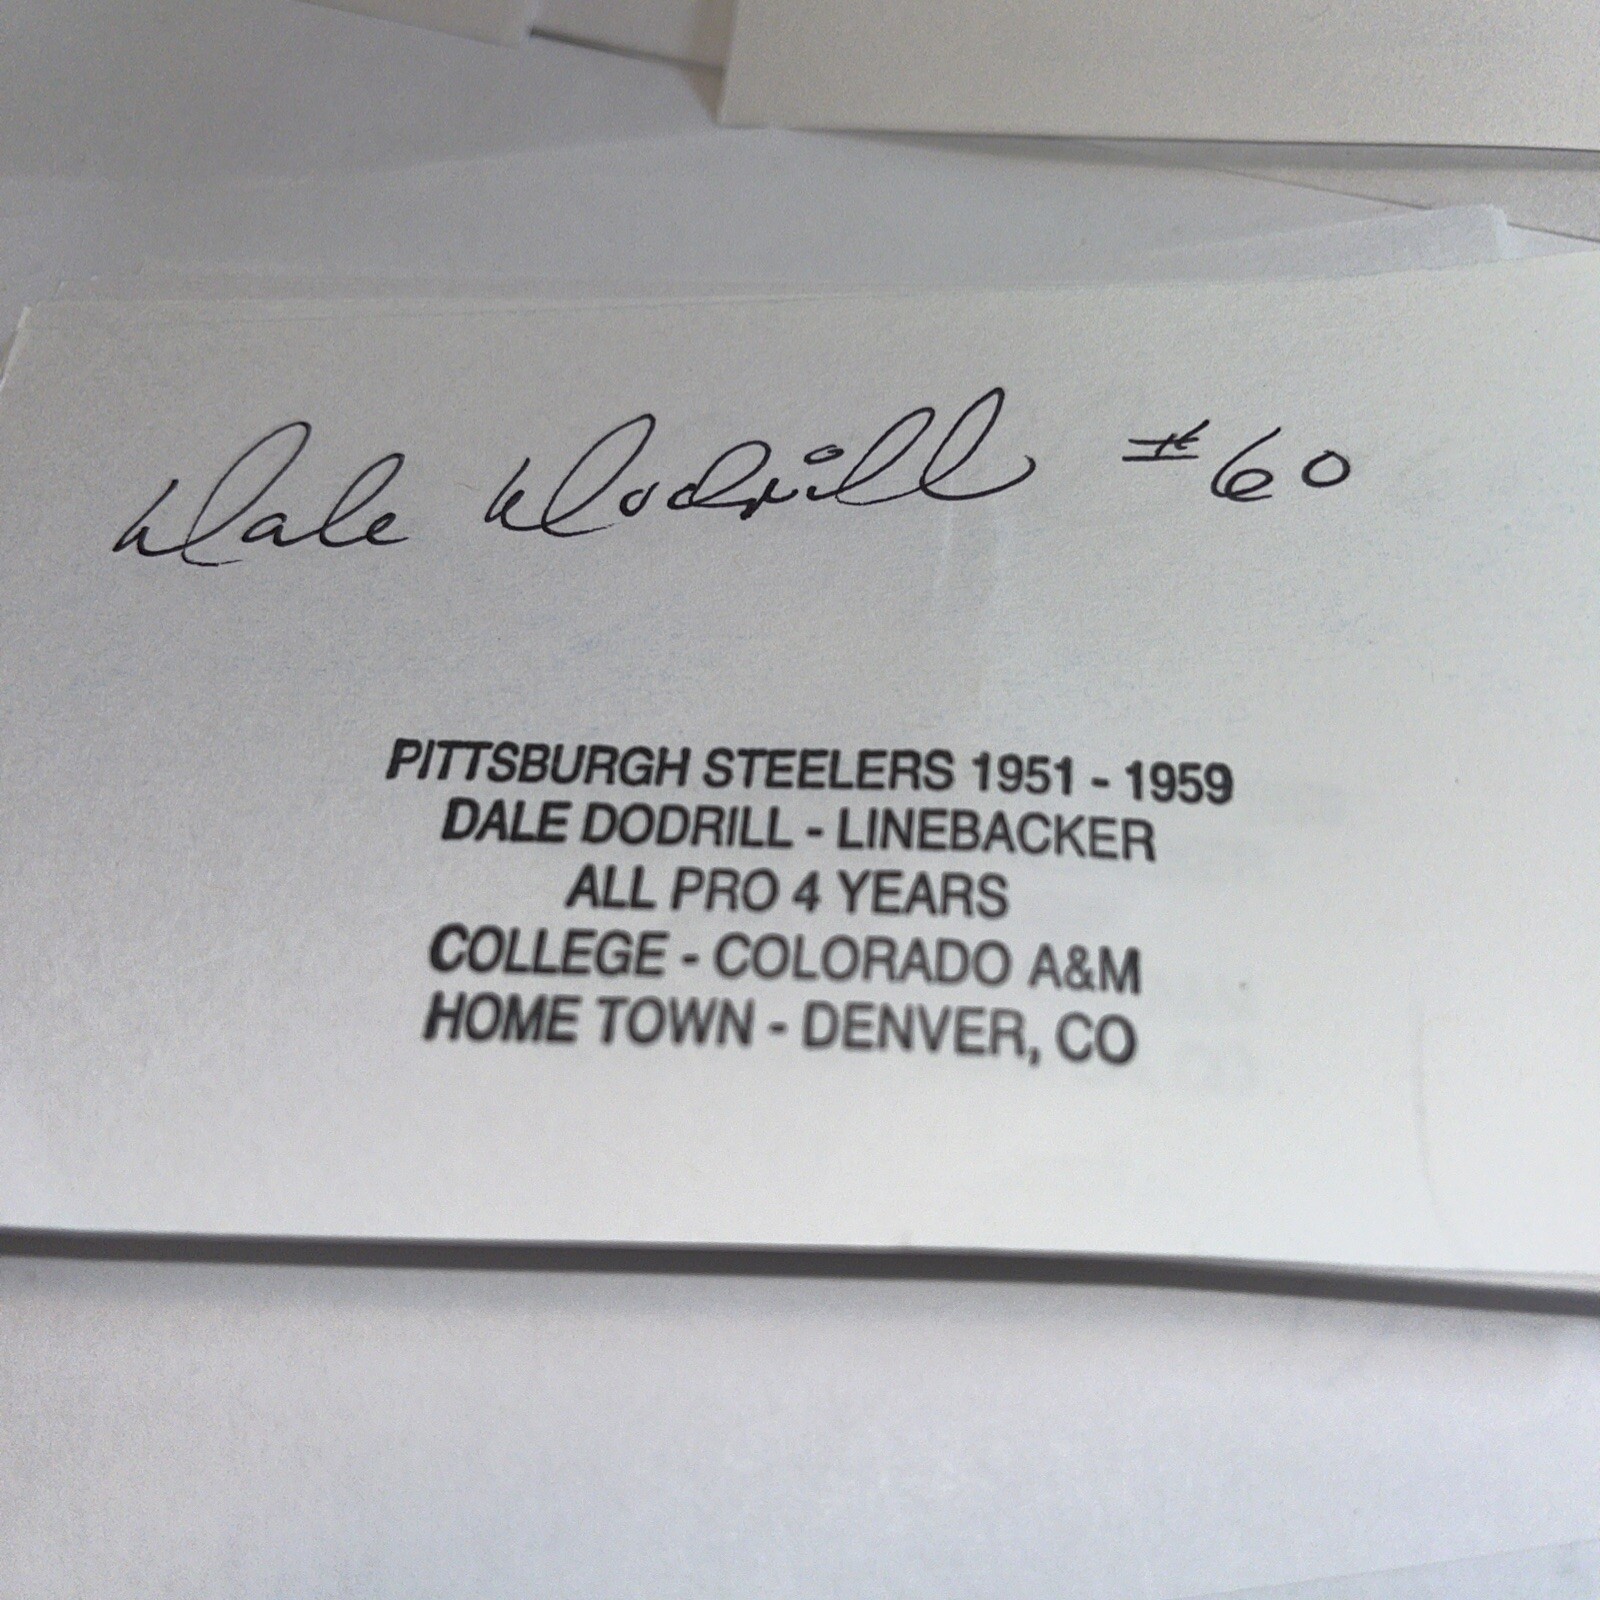 Dale Dodrill #60
PITTSBURGH STEELERS 1951 - 1959
DALE DODRILL - LINEBACKER
ALL PRO 4 YEARS
COLLEGE - COLORADO A&M
HOME TOWN - DENVER, CO